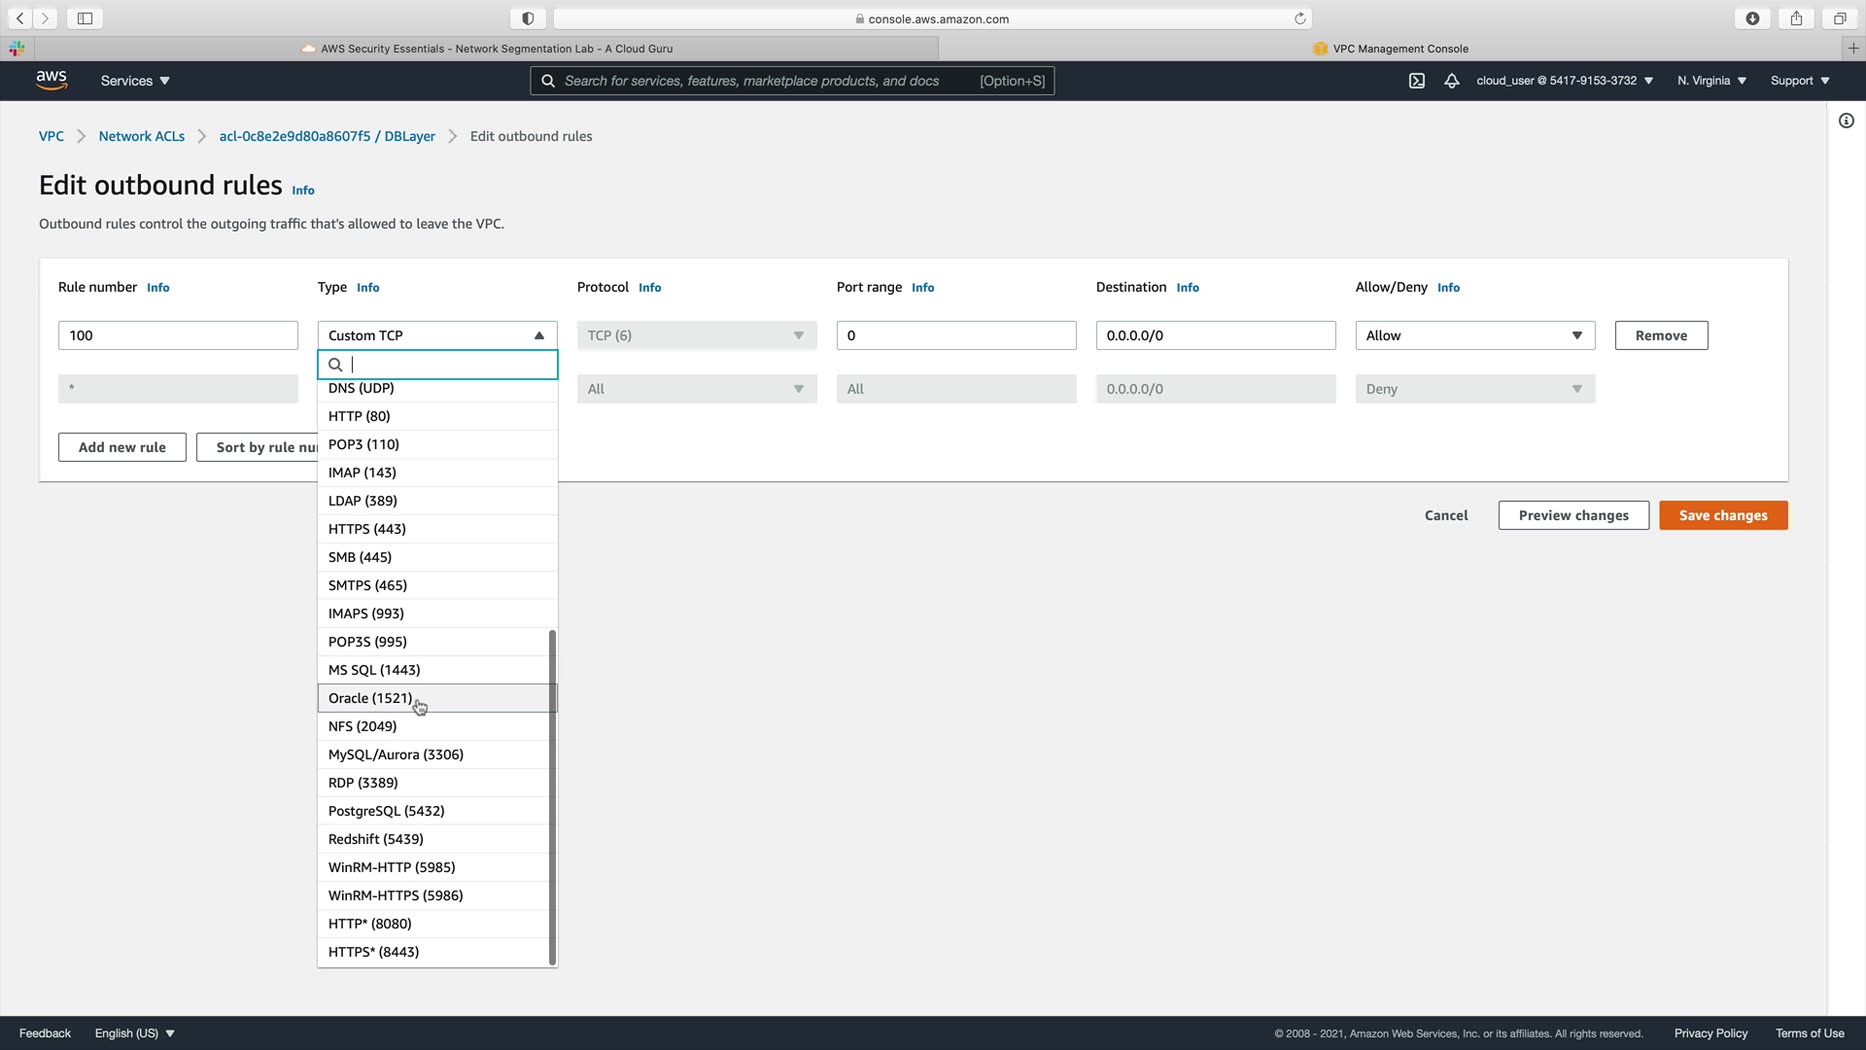 console.aws.amazon.com
AWS Security Essentials - Network Segmentation Lab - A Cloud Guru
VPC Management Console
aws
Services
Search for services, features, marketplace products, and docs
[Option+S]
cloud_user @ 5417-9153-3732
N. Virginia
Support
VPC
Network ACLs
acl-0c8e2e9d80a8607f5 / DBLayer
Edit outbound rules
Edit outbound rules Info
Outbound rules control the outgoing traffic that's allowed to leave the VPC.
Rule number Info
Type Info
Protocol Info
Port range Info
Destination Info
Allow/Deny Info
100
Custom TCP
TCP (6)
0
0.0.0.0/0
Allow
Remove
*
All
All
0.0.0.0/0
Deny
Add new rule
Sort by rule nu
DNS (UDP)
HTTP (80)
POP3 (110)
IMAP (143)
LDAP (389)
HTTPS (443)
SMB (445)
SMTPS (465)
IMAPS (993)
POP3S (995)
MS SQL (1443)
Oracle (1521)
NFS (2049)
MySQL/Aurora (3306)
RDP (3389)
PostgreSQL (5432)
Redshift (5439)
WinRM-HTTP (5985)
WinRM-HTTPS (5986)
HTTP* (8080)
HTTPS* (8443)
Cancel
Preview changes
Save changes
Feedback
English (US)
© 2008 - 2021, Amazon Web Services, Inc. or its affiliates. All rights reserved.
Privacy Policy
Terms of Use